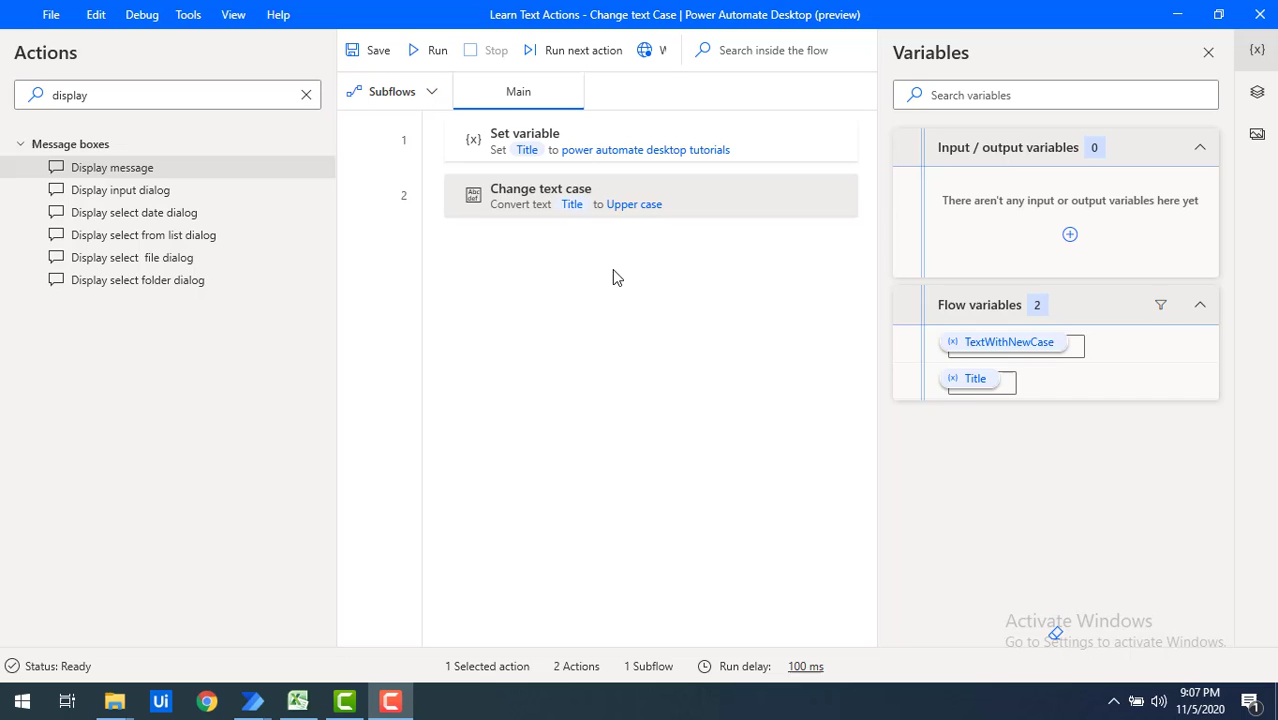 File Edit Debug Tools View Help
Learn Text Actions - Change text Case | Power Automate Desktop (preview)
Actions
display
Message boxes
Display message
Display input dialog
Display select date dialog
Display select from list dialog
Display select file dialog
Display select folder dialog
Save Run Stop Run next action W Search inside the flow
Subflows Main
1
{x} Set variable
Set Title to power automate desktop tutorials
2
Abc def Change text case
Convert text Title to Upper case
Variables {x}
Search variables
Input / output variables 0
There aren't any input or output variables here yet
Flow variables 2
(x) TextWithNewCase
(x) Title
Activate Windows
Go to Settings to activate Windows.
Status: Ready 1 Selected action 2 Actions 1 Subflow Run delay: 100 ms
Ui
9:07 PM
11/5/2020
1